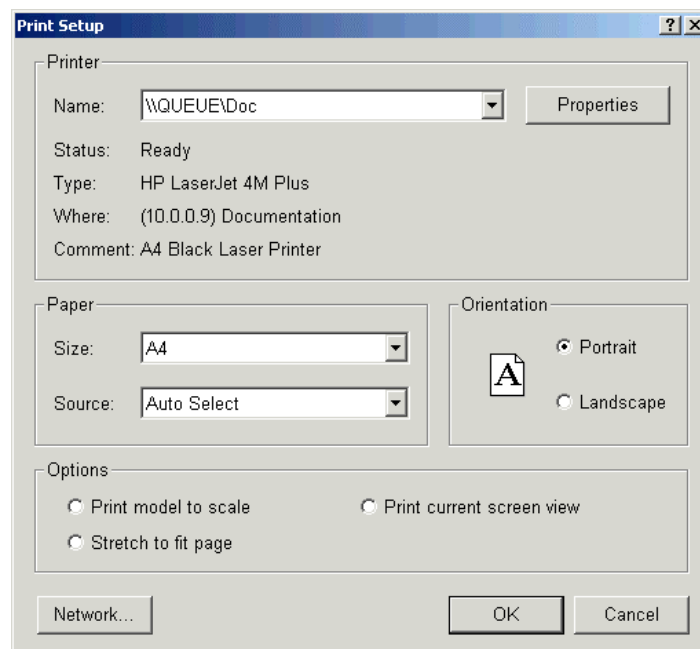 Print Setup
Printer
Name: \\QUEUE\Doc Properties
Status: Ready
Type: HP LaserJet 4M Plus
Where: (10.0.0.9) Documentation
Comment: A4 Black Laser Printer
Paper
Size: A4
Source: Auto Select
Orientation
A
Portrait
Landscape
Options
Print model to scale Print current screen view
Stretch to fit page
Network... OK Cancel